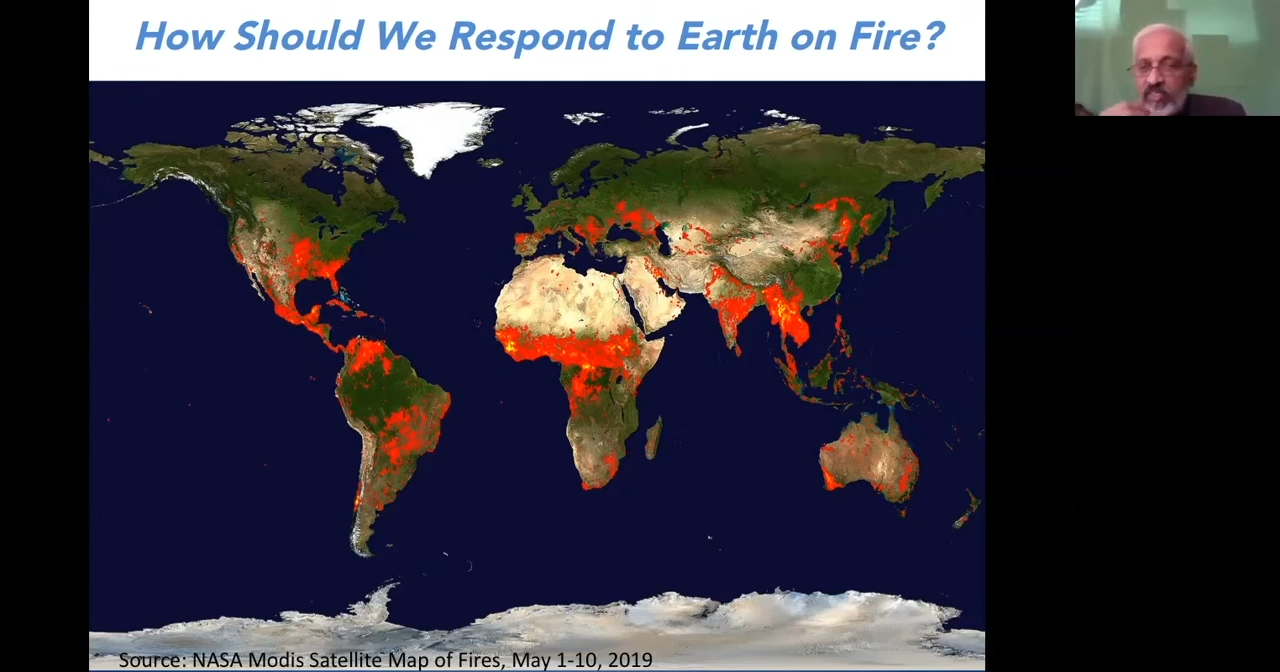 How Should We Respond to Earth on Fire?
Source: NASA Modis Satellite Map of Fires, May 1-10, 2019